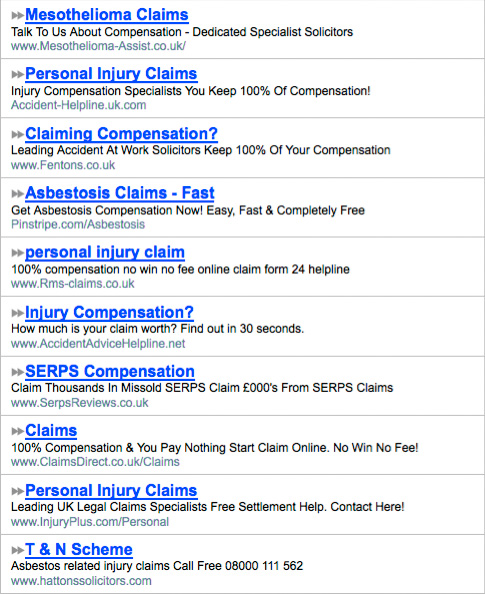 Mesothelioma Claims
Talk To Us About Compensation - Dedicated Specialist Solicitors
www.Mesothelioma-Assist.co.uk/
Personal Injury Claims
Injury Compensation Specialists You Keep 100% Of Compensation!
Accident-Helpline.uk.com
Claiming Compensation?
Leading Accident At Work Solicitors Keep 100% Of Your Compensation
www.Fentons.co.uk
Asbestosis Claims - Fast
Get Asbestosis Compensation Now! Easy, Fast & Completely Free
Pinstripe.com/Asbestosis
personal injury claim
100% compensation no win no fee online claim form 24 helpline
www.Rms-claims.co.uk
Injury Compensation?
How much is your claim worth? Find out in 30 seconds.
www.AccidentAdviceHelpline.net
SERPS Compensation
Claim Thousands In Missold SERPS Claim £000's From SERPS Claims
www.SerpsReviews.co.uk
Claims
100% Compensation & You Pay Nothing Start Claim Online. No Win No Fee!
www.ClaimsDirect.co.uk/Claims
Personal Injury Claims
Leading UK Legal Claims Specialists Free Settlement Help. Contact Here!
www.InjuryPlus.com/Personal
T & N Scheme
Asbestos related injury claims Call Free 08000 111 562
www.hattonssolicitors.com